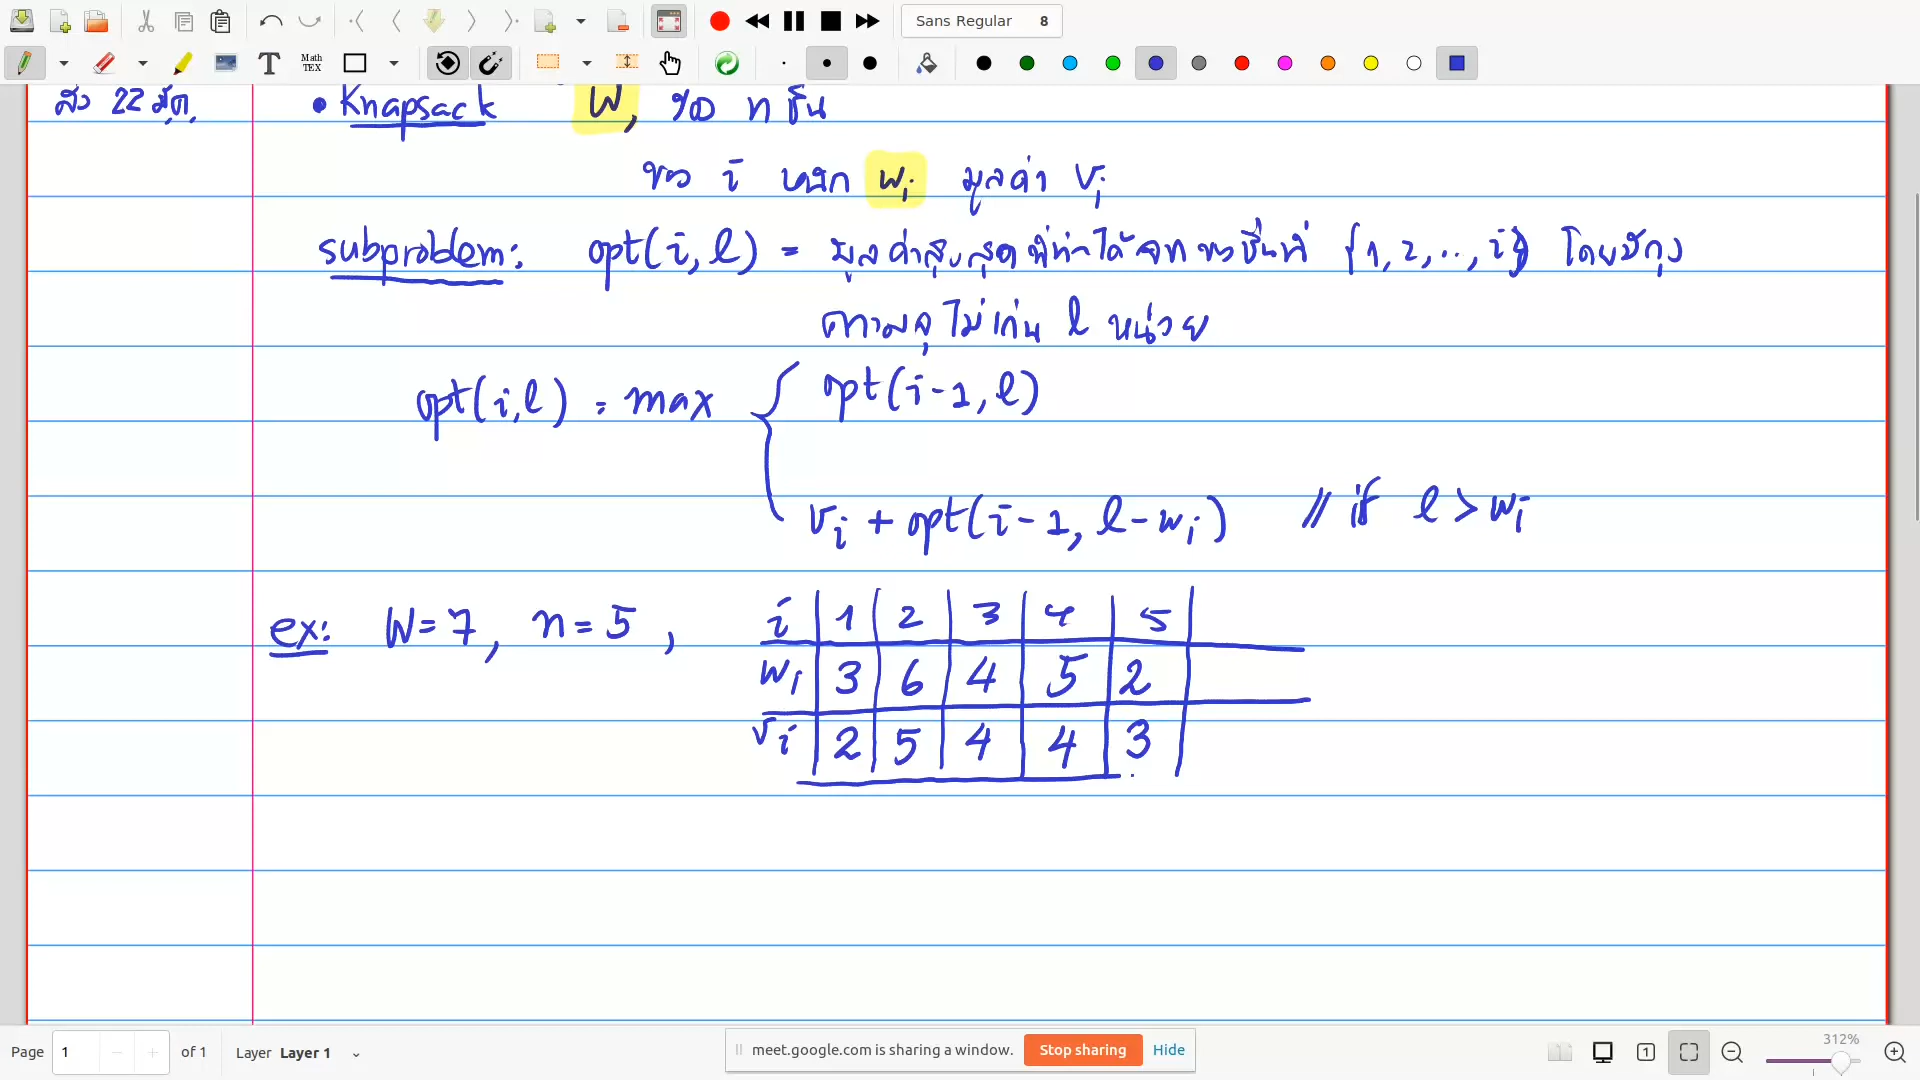 Sans Regular 8
Math TEX
ส่ง 22 มี.ค. • Knapsack W, ของ n ชิ้น
ของ i หนัก wi มูลค่า vi
subproblem: opt(i, l) = มูลค่าสูงสุดที่ทำได้จากของชิ้นที่ {1, 2, .., i} โดยมีถุง
ความจุไม่เกิน l หน่วย
opt(i, l) = max { opt(i-1, l)
vi + opt(i-1, l-wi) // if l > wi
ex: W=7, n=5, i 1 2 3 4 5
wi 3 6 4 5 2
vi 2 5 4 4 3
Page 1 of 1 Layer Layer 1 meet.google.com is sharing a window. Stop sharing Hide 1 312%